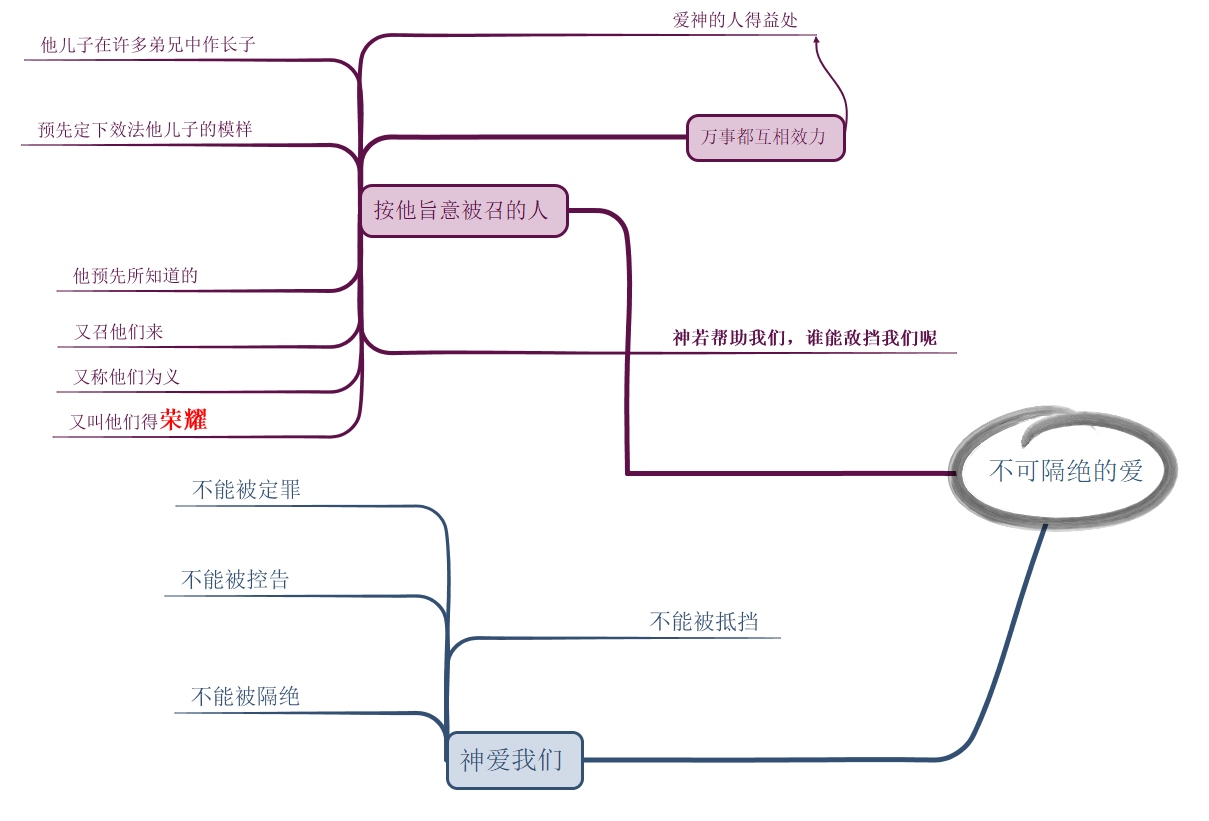 爱神的人得益处
他儿子在许多弟兄中作长子
预先定下效法他儿子的模样
万事都互相效力
按他旨意被召的人
他预先所知道的
又召他们来
神若帮助我们，谁能敌挡我们呢
又称他们为义
又叫他们得荣耀
不可隔绝的爱
不能被定罪
不能被控告
不能被抵挡
不能被隔绝
神爱我们